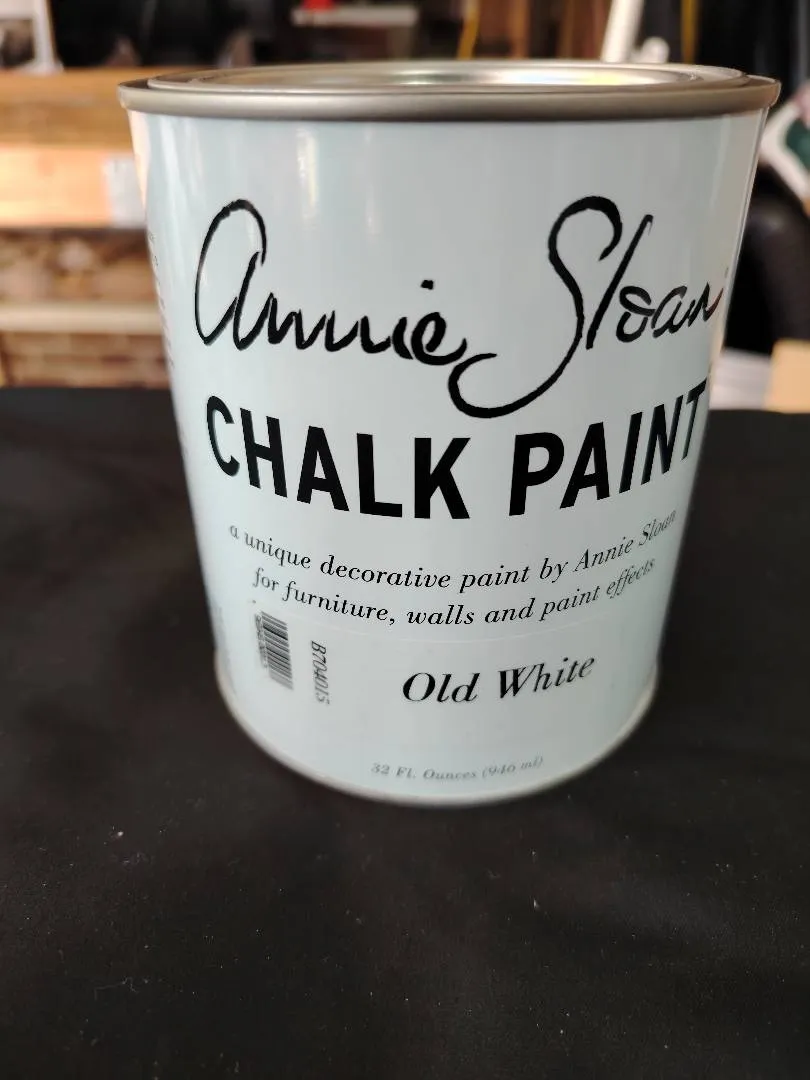 Annie Sloan
CHALK PAINT
a unique decorative paint by Annie Sloan
for furniture, walls and paint effects
B704015
Old White
32 Fl. Ounces (946 ml)